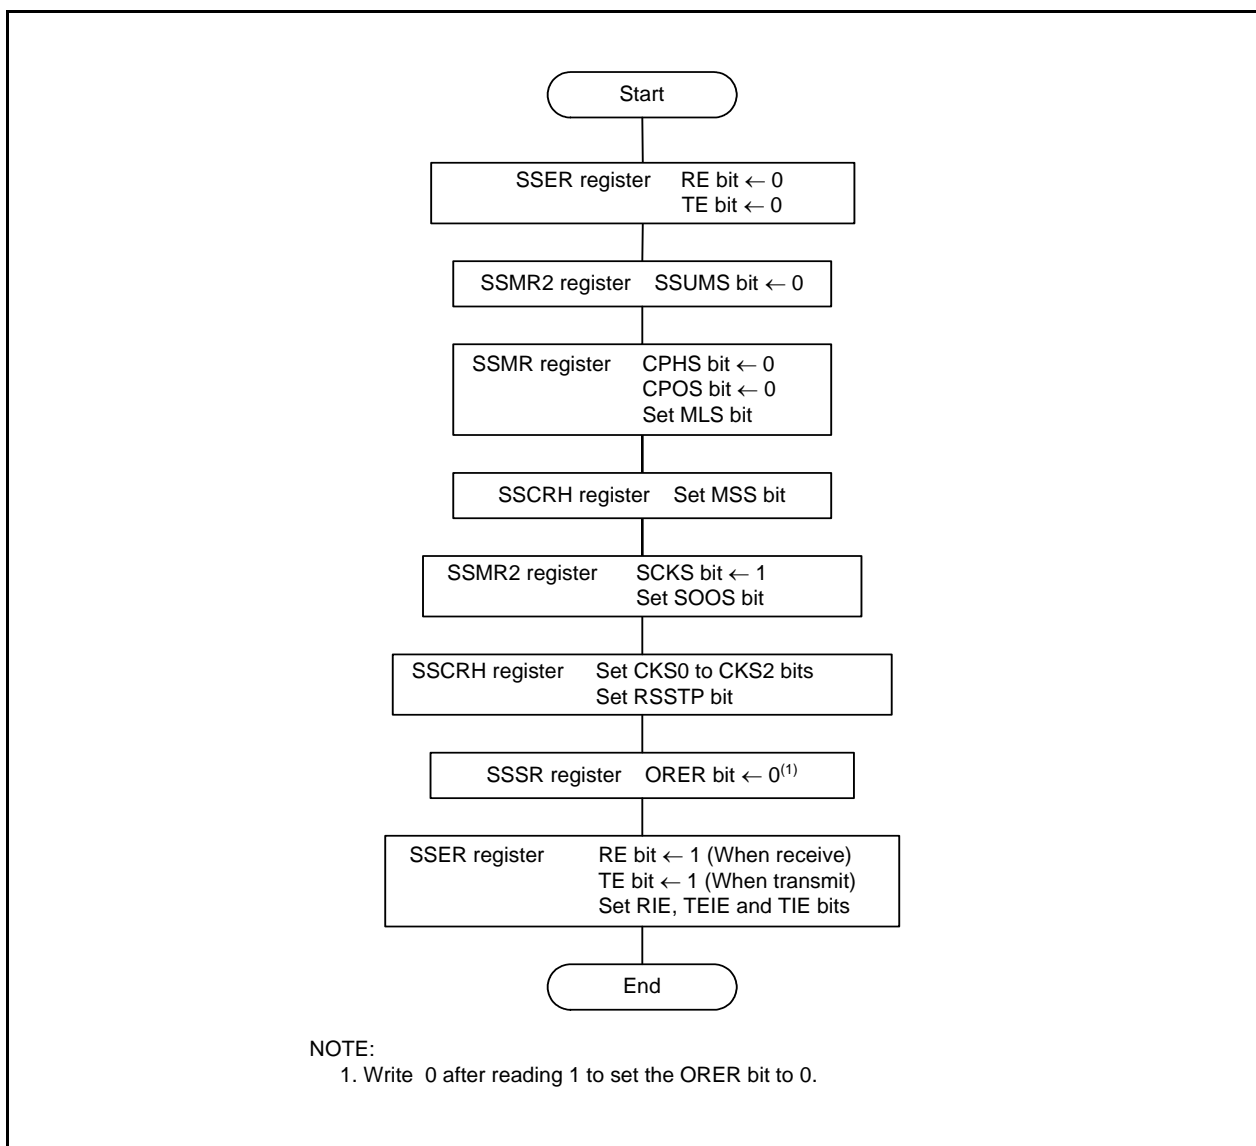 Start
SSER register RE bit ← 0
TE bit ← 0
SSMR2 register SSUMS bit ← 0
SSMR register CPHS bit ← 0
CPOS bit ← 0
Set MLS bit
SSCRH register Set MSS bit
SSMR2 register SCKS bit ← 1
Set SOOS bit
SSCRH register Set CKS0 to CKS2 bits
Set RSSTP bit
SSSR register ORER bit ← 0(1)
SSER register RE bit ← 1 (When receive)
TE bit ← 1 (When transmit)
Set RIE, TEIE and TIE bits
End
NOTE:
1. Write 0 after reading 1 to set the ORER bit to 0.